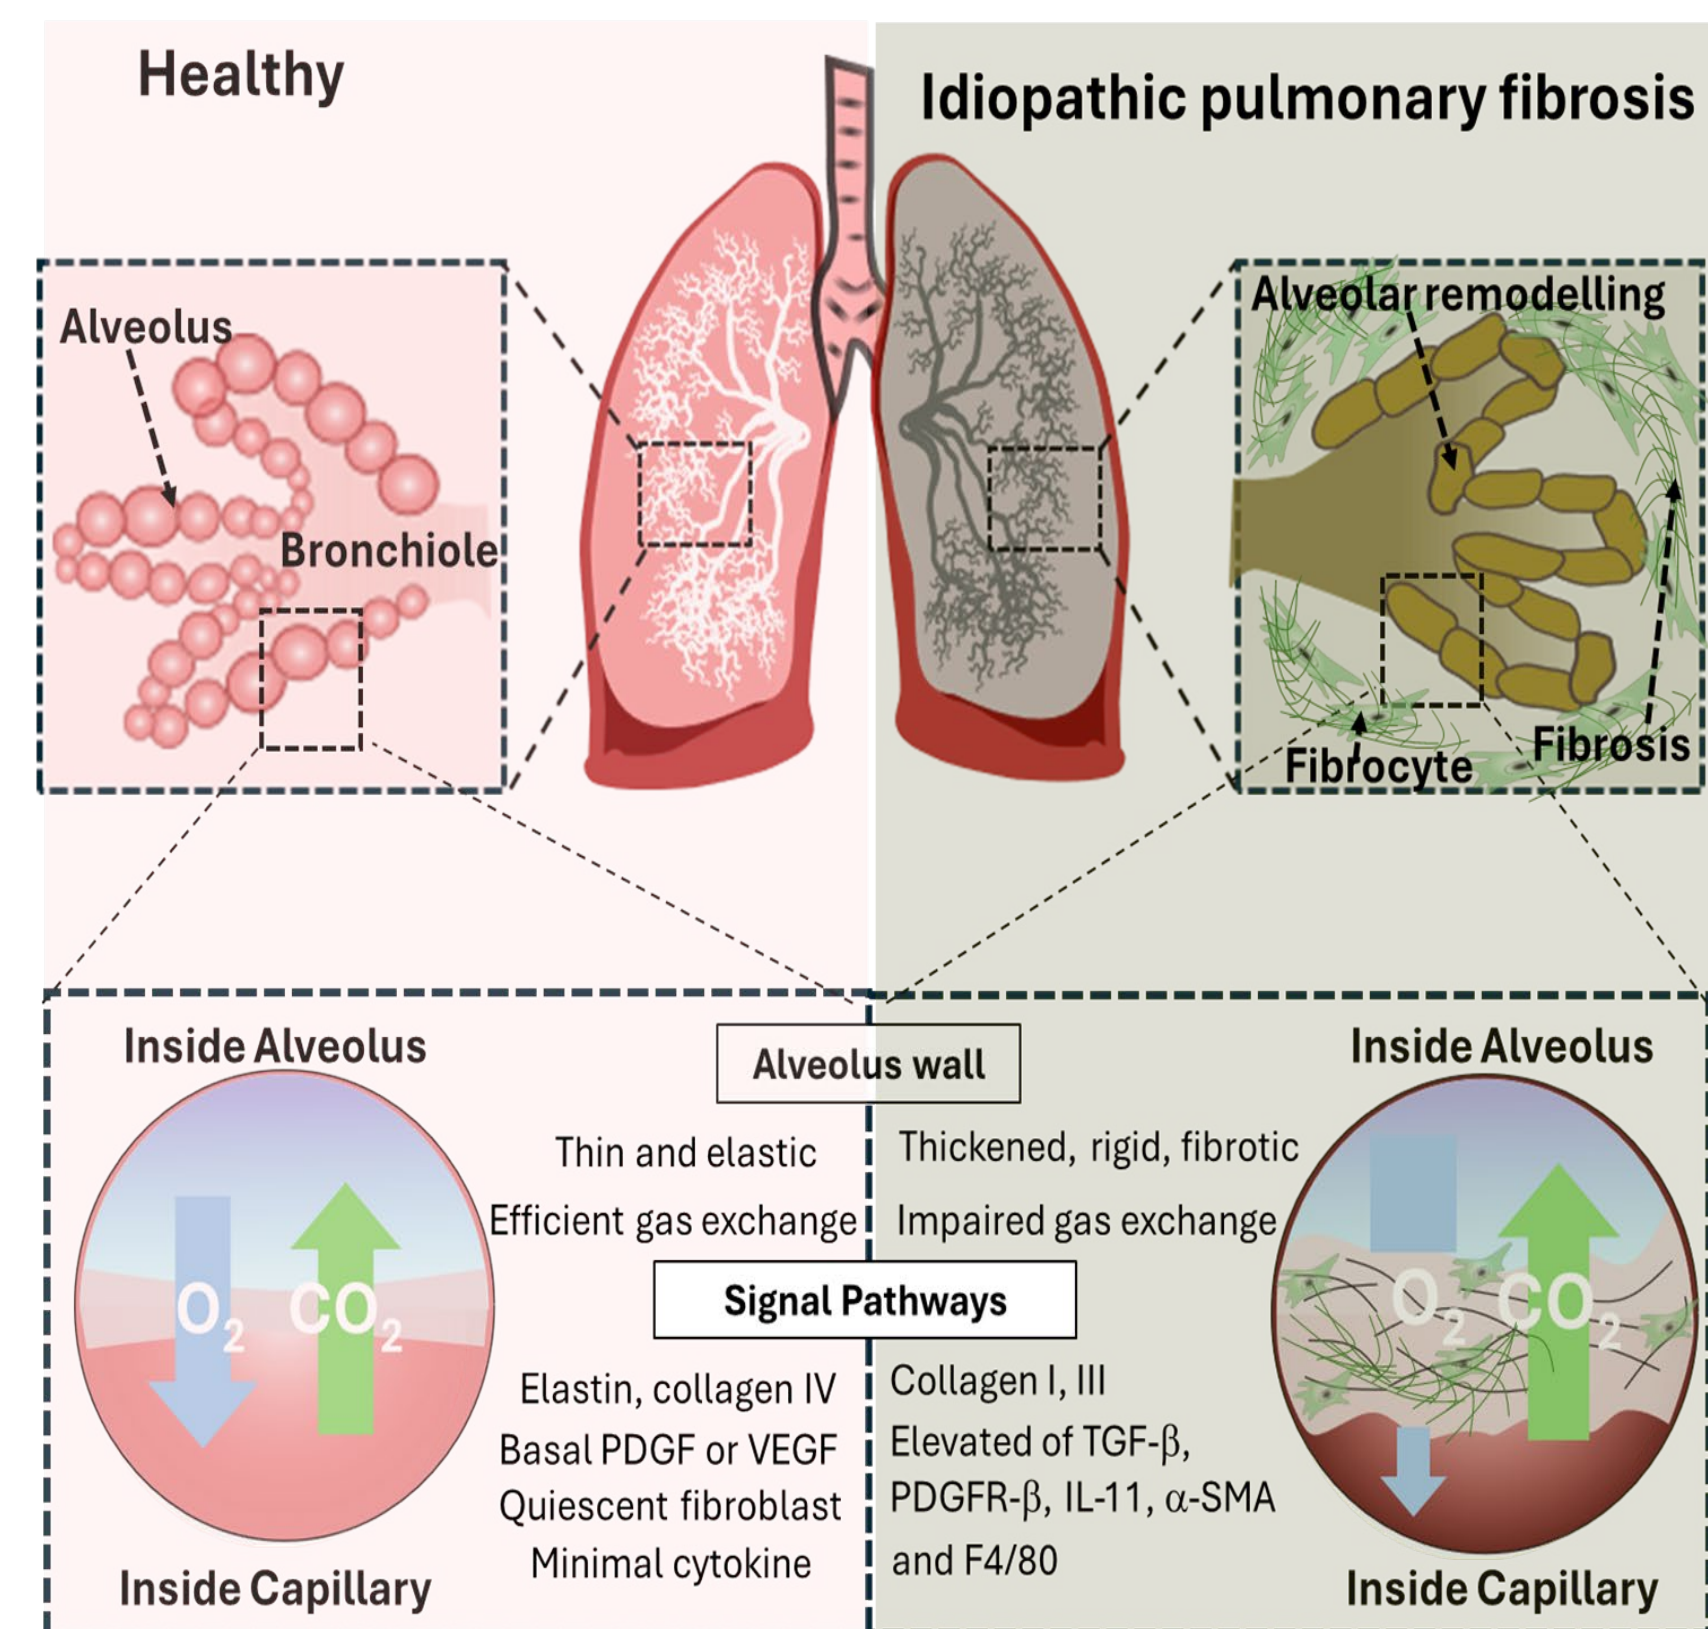 Healthy
Idiopathic pulmonary fibrosis
Alveolus
Bronchiole
Alveolar remodelling
Fibrocyte
Fibrosis
Alveolus wall
Inside Alveolus
Thin and elastic
Efficient gas exchange
O₂ CO₂
Inside Capillary
Thickened, rigid, fibrotic
Impaired gas exchange
Inside Alveolus
O₂ CO₂
Inside Capillary
Signal Pathways
Elastin, collagen IV
Basal PDGF or VEGF
Quiescent fibroblast
Minimal cytokine
Collagen I, III
Elevated of TGF-β,
PDGFR-β, IL-11, α-SMA
and F4/80